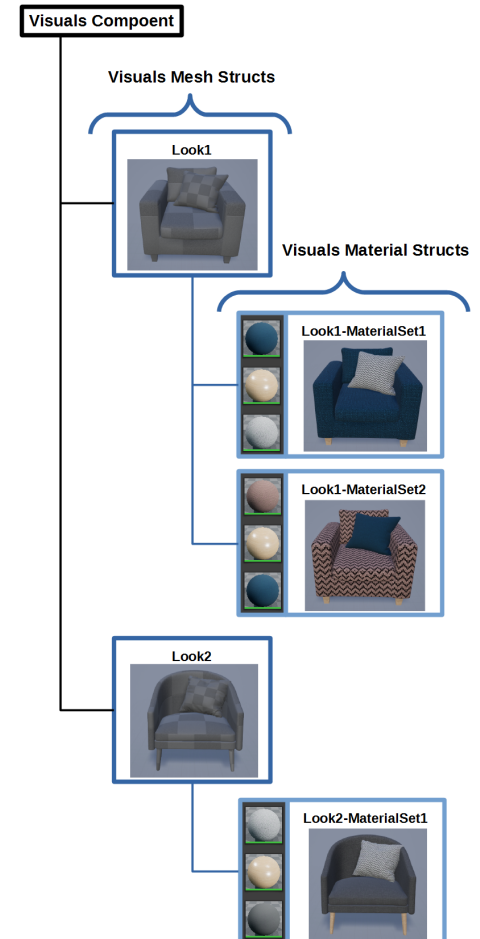 Visuals Compoent
Visuals Mesh Structs
Look1
Visuals Material Structs
Look1-MaterialSet1
Look1-MaterialSet2
Look2
Look2-MaterialSet1